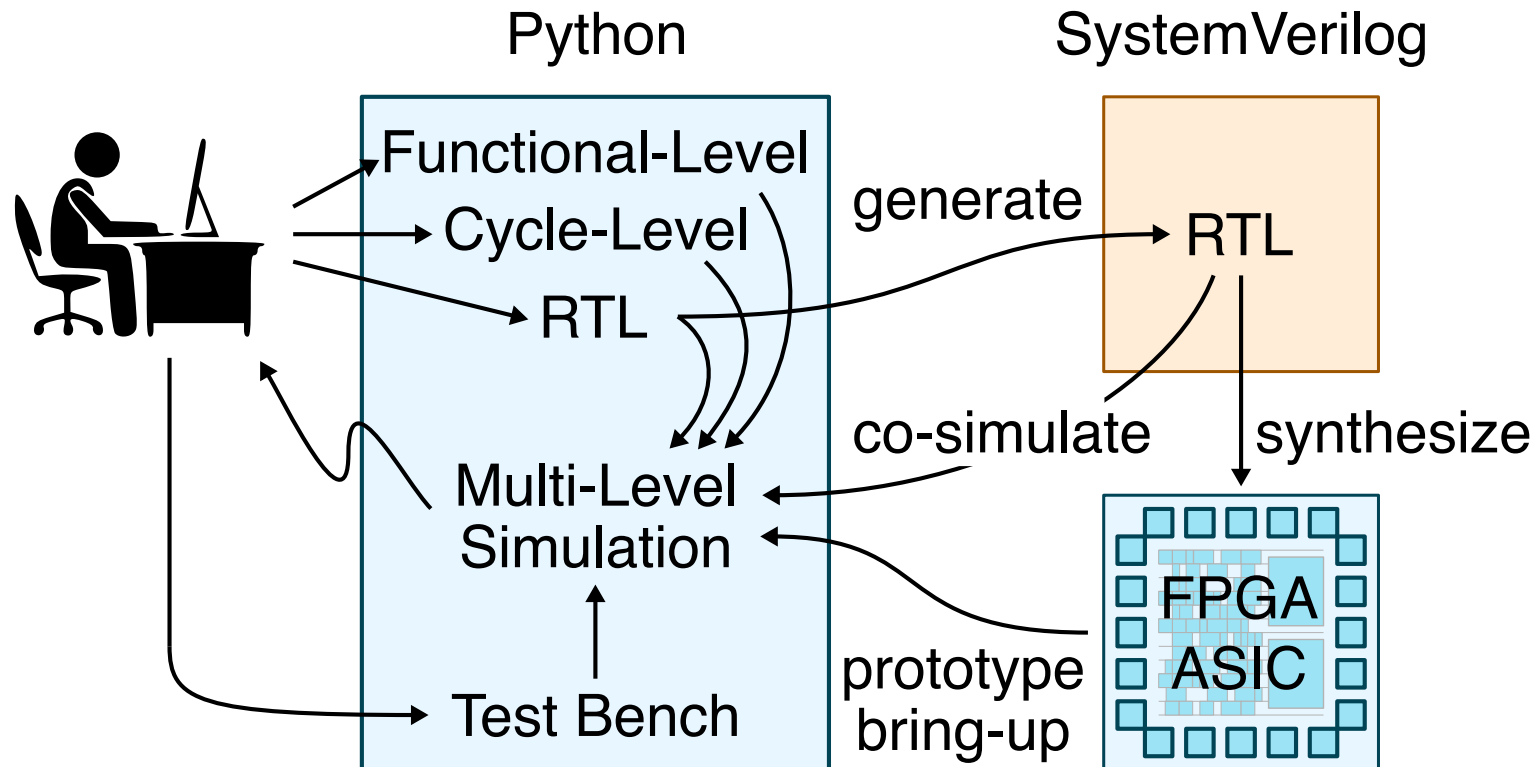 Python
SystemVerilog
Functional-Level
Cycle-Level
RTL
generate
RTL
co-simulate
synthesize
Multi-Level
Simulation
FPGA
ASIC
prototype
bring-up
Test Bench